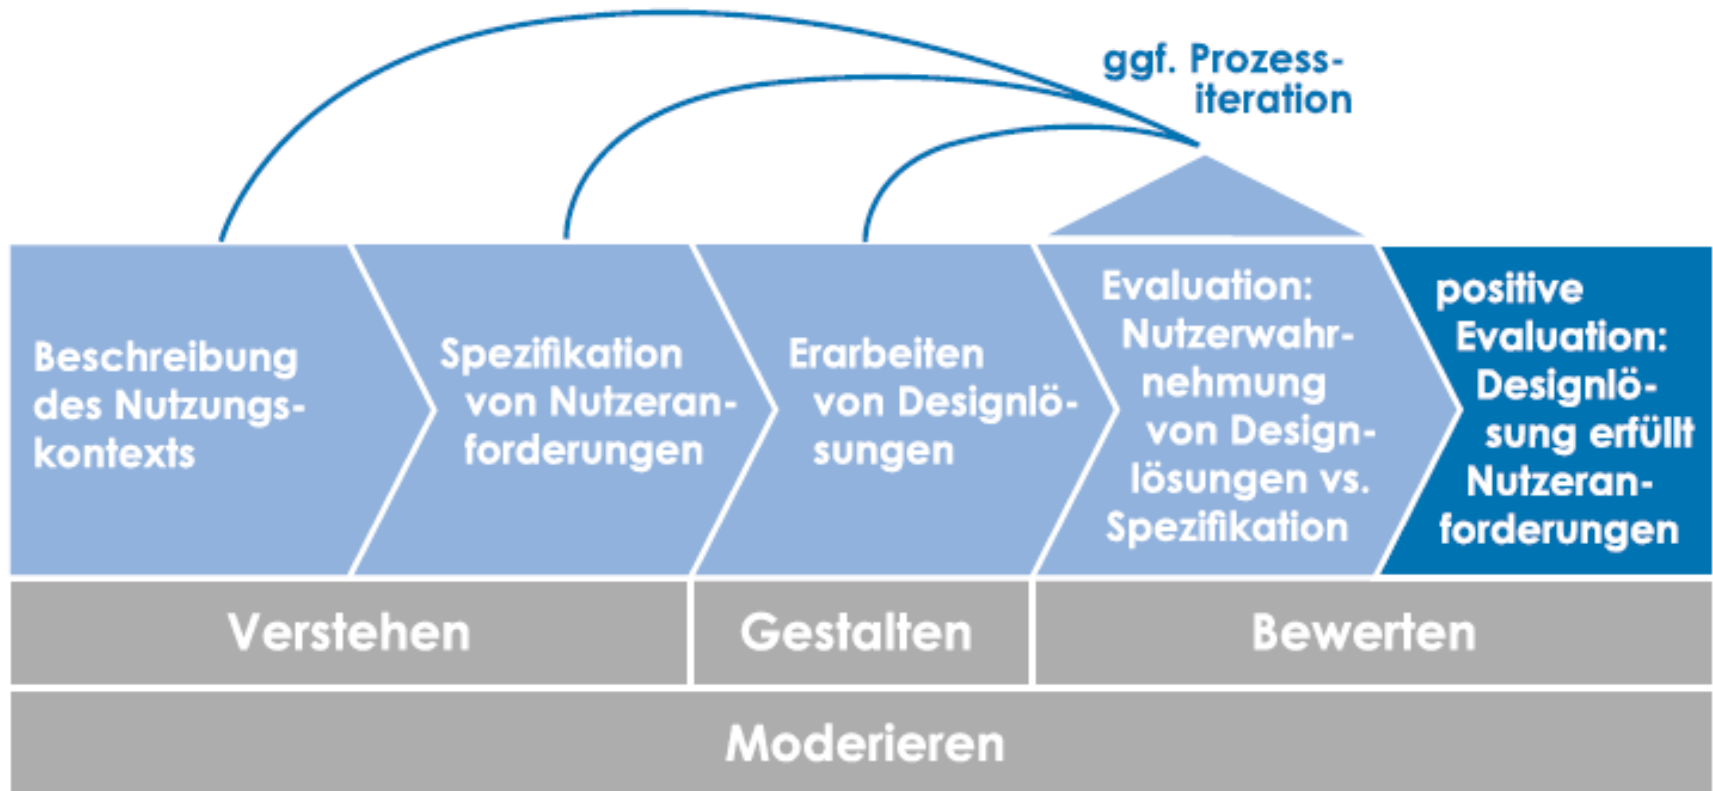 ggf. Prozess-
iteration
Beschreibung
des Nutzungs-
kontexts
Spezifikation
von Nutzeran-
forderungen
Erarbeiten
von Designlö-
sungen
Evaluation:
Nutzerwahr-
nehmung
von Design-
lösungen vs.
Spezifikation
positive
Evaluation:
Designlö-
sung erfüllt
Nutzeran-
forderungen
Verstehen
Gestalten
Bewerten
Moderieren